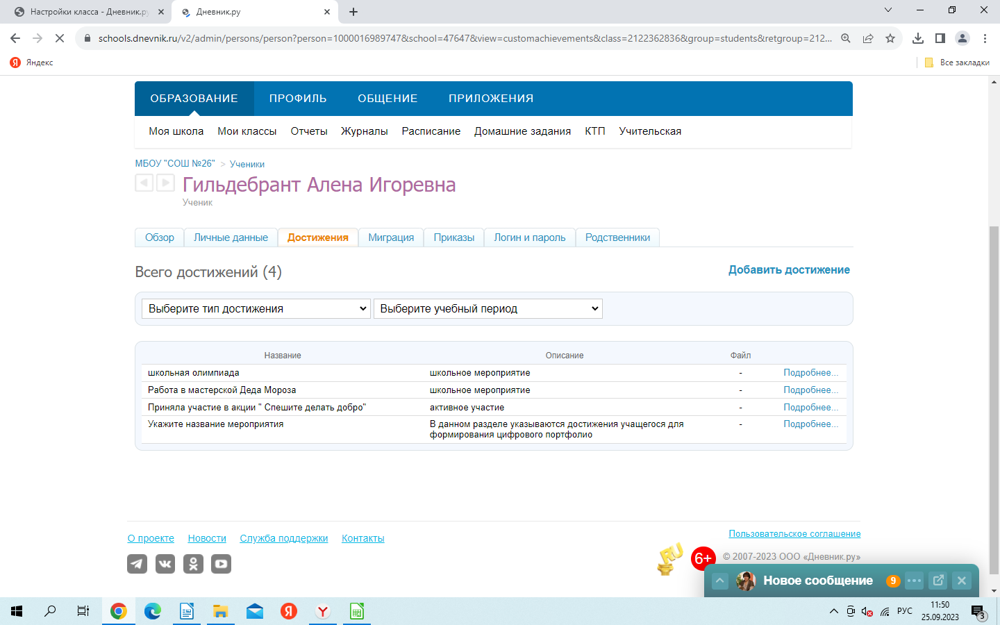 Настройки класса - Дневник.ру
Дневник.ру
schools.dnevnik.ru/v2/admin/persons/person?person=1000016989747&school=47647&view=customachievements&class=2122362836&group=students&retgroup=212...
Яндекс
Все закладки
ОБРАЗОВАНИЕ ПРОФИЛЬ ОБЩЕНИЕ ПРИЛОЖЕНИЯ
Моя школа Мои классы Отчеты Журналы Расписание Домашние задания КТП Учительская
МБОУ "СОШ №26" > Ученики
Гильдебрант Алена Игоревна
Ученик
Обзор Личные данные Достижения Миграция Приказы Логин и пароль Родственники
Всего достижений (4)
Добавить достижение
Выберите тип достижения
Выберите учебный период
Название Описание Файл
школьная олимпиада школьное мероприятие - Подробнее...
Работа в мастерской Деда Мороза школьное мероприятие - Подробнее...
Приняла участие в акции " Спешите делать добро" активное участие - Подробнее...
Укажите название мероприятия В данном разделе указываются достижения учащегося для - Подробнее...
формирования цифрового портфолио
О проекте Новости Служба поддержки Контакты
Пользовательское соглашение
RU
6+
© 2007-2023 ООО «Дневник.ру»
Новое сообщение 9
РУС
11:50
25.09.2023
3